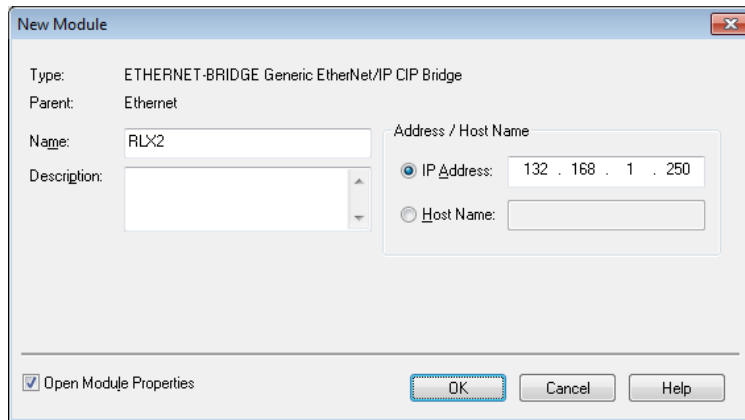 New Module
Type: ETHERNET-BRIDGE Generic EtherNet/IP CIP Bridge
Parent: Ethernet
Name: RLX2
Description:
Address / Host Name
IP Address: 132 . 168 . 1 . 250
Host Name:
Open Module Properties
OK Cancel Help